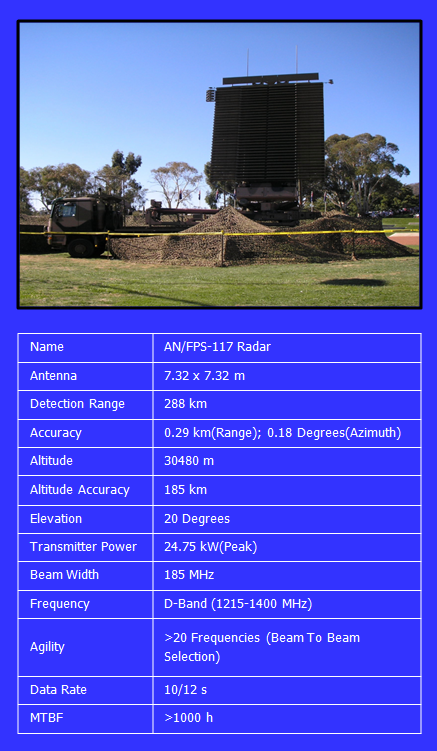 Name AN/FPS-117 Radar
Antenna 7.32 x 7.32 m
Detection Range 288 km
Accuracy 0.29 km(Range); 0.18 Degrees(Azimuth)
Altitude 30480 m
Altitude Accuracy 185 km
Elevation 20 Degrees
Transmitter Power 24.75 kW(Peak)
Beam Width 185 MHz
Frequency D-Band (1215-1400 MHz)
Agility >20 Frequencies (Beam To Beam
Selection)
Data Rate 10/12 s
MTBF >1000 h